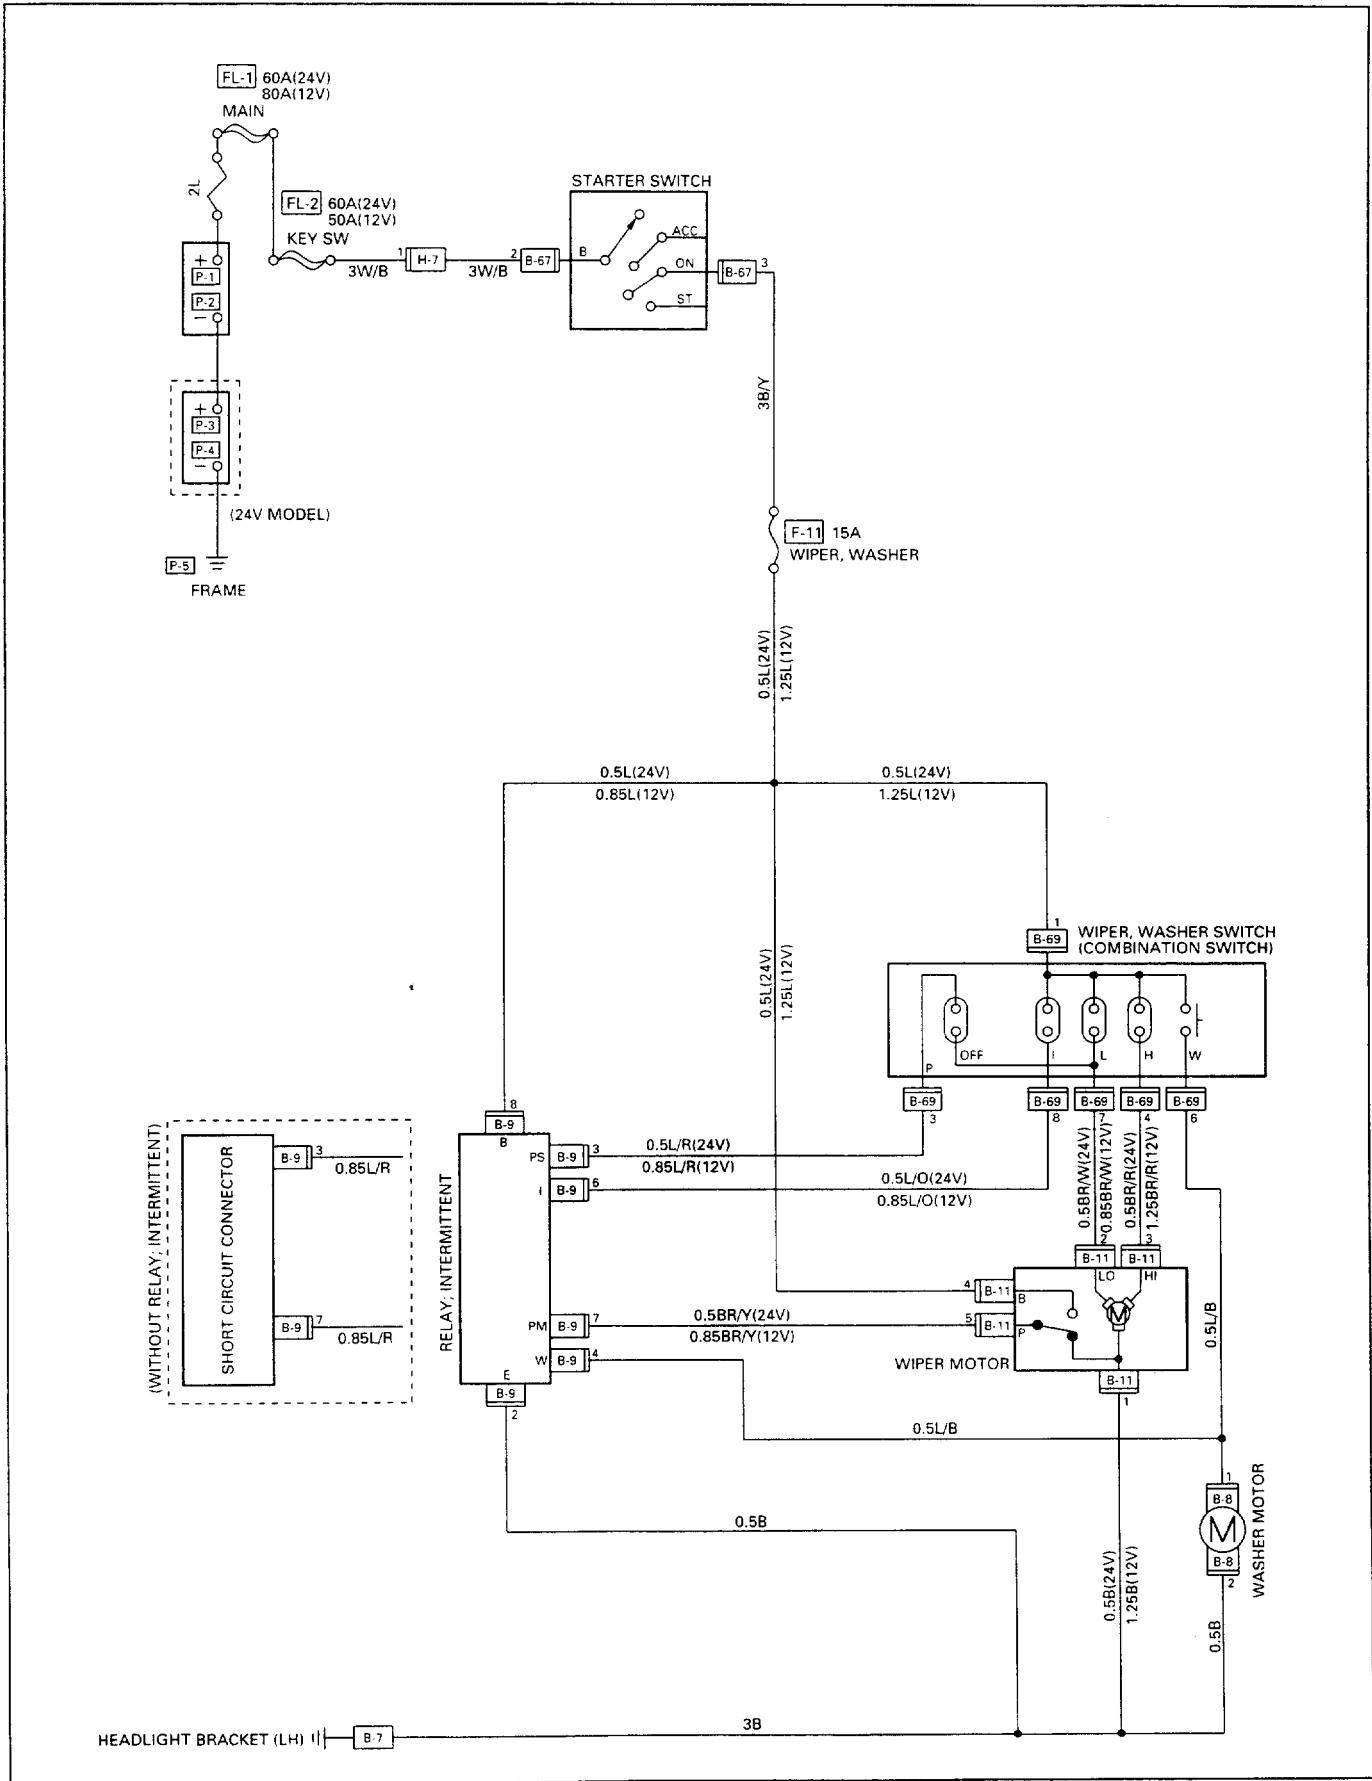 FL-1 60A(24V)
80A(12V)
MAIN
2L
FL-2 60A(24V)
50A(12V)
KEY SW
3W/B
1
H-7
3W/B
2
B-67
STARTER SWITCH
B
ACC
ON
ST
B-67
3
+
P-1
P-2
−
+
P-3
P-4
−
(24V MODEL)
P-5
FRAME
3B/Y
F-11 15A
WIPER, WASHER
0.5L(24V)
1.25L(12V)
0.5L(24V)
0.85L(12V)
0.5L(24V)
1.25L(12V)
0.5L(24V)
1.25L(12V)
1
B-69
WIPER, WASHER SWITCH
(COMBINATION SWITCH)
P
OFF
I
L
H
W
B-69
3
B-69
8
B-69
7
B-69
4
B-69
6
(WITHOUT RELAY; INTERMITTENT)
SHORT CIRCUIT CONNECTOR
B-9
3
0.85L/R
B-9
7
0.85L/R
RELAY; INTERMITTENT
8
B-9
B
PS
B-9
3
0.5L/R(24V)
0.85L/R(12V)
I
B-9
6
0.5L/O(24V)
0.85L/O(12V)
0.5BR/W(24V)
0.85BR/W(12V)
0.5BR/R(24V)
1.25BR/R(12V)
2
B-11
LO
3
B-11
HI
4
B-11
B
5
B-11
P
M
WIPER MOTOR
B-11
1
PM
B-9
7
0.5BR/Y(24V)
0.85BR/Y(12V)
W
B-9
4
E
B-9
2
0.5L/B
0.5L/B
1
B-8
M
B-8
2
WASHER MOTOR
0.5B
0.5B(24V)
1.25B(12V)
0.5B
3B
HEADLIGHT BRACKET (LH)
B-7